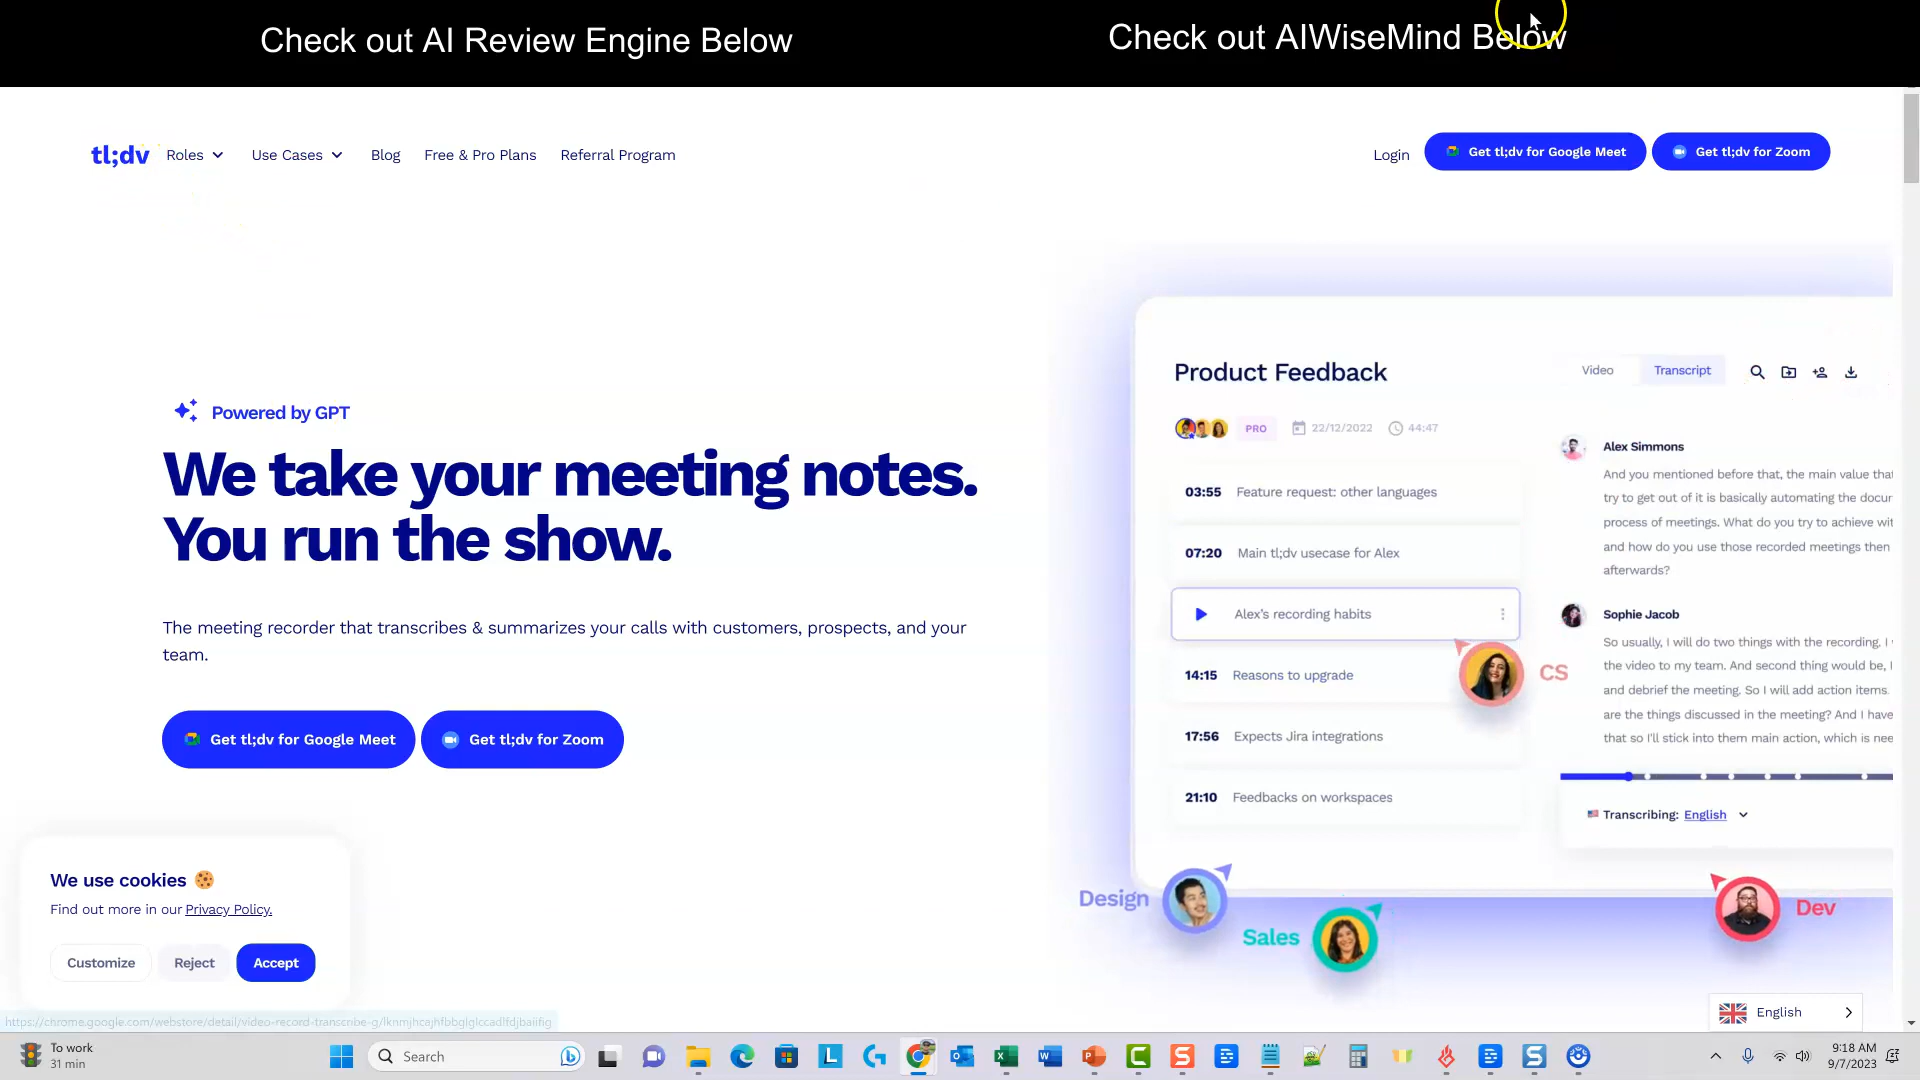 Check out AI Review Engine Below
Check out AIWiseMind Below
tl;dv
Roles
Use Cases
Blog
Free & Pro Plans
Referral Program
Login
Get tl;dv for Google Meet
Get tl;dv for Zoom
Powered by GPT
We take your meeting notes.
You run the show.
The meeting recorder that transcribes & summarizes your calls with customers, prospects, and your
team.
Get tl;dv for Google Meet
Get tl;dv for Zoom
Product Feedback
Video
Transcript
PRO
22/12/2022
44:47
03:55 Feature request: other languages
07:20 Main tl;dv usecase for Alex
Alex's recording habits
14:15 Reasons to upgrade
17:56 Expects Jira integrations
21:10 Feedbacks on workspaces
Alex Simmons
And you mentioned before that, the main value that
try to get out of it is basically automating the docu
process of meetings. What do you try to achieve wit
and how do you use those recorded meetings then
afterwards?
Sophie Jacob
So usually, I will do two things with the recording. I
the video to my team. And second thing would be, I
and debrief the meeting. So I will add action items.
are the things discussed in the meeting? And I have
that so I'll stick into them main action, which is nee
Transcribing: English
CS
Design
Sales
Dev
We use cookies
Find out more in our Privacy Policy.
Customize
Reject
Accept
English
To work
31 min
Search
9:18 AM
9/7/2023